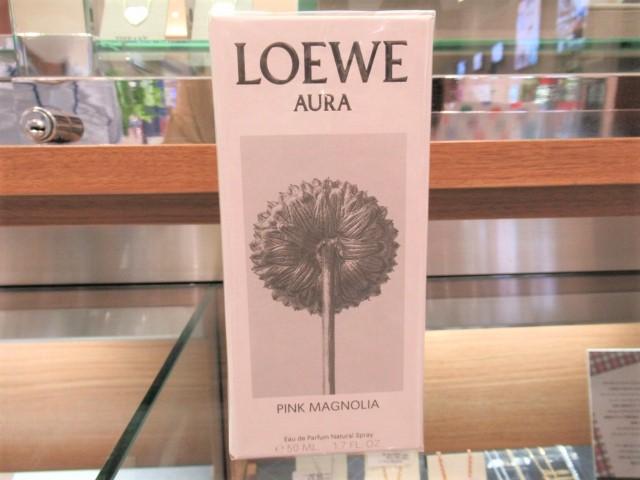 LOEWE
AURA
PINK MAGNOLIA
Eau de Parfum Natural Spray
℮ 50 ML 1.7 FL. OZ